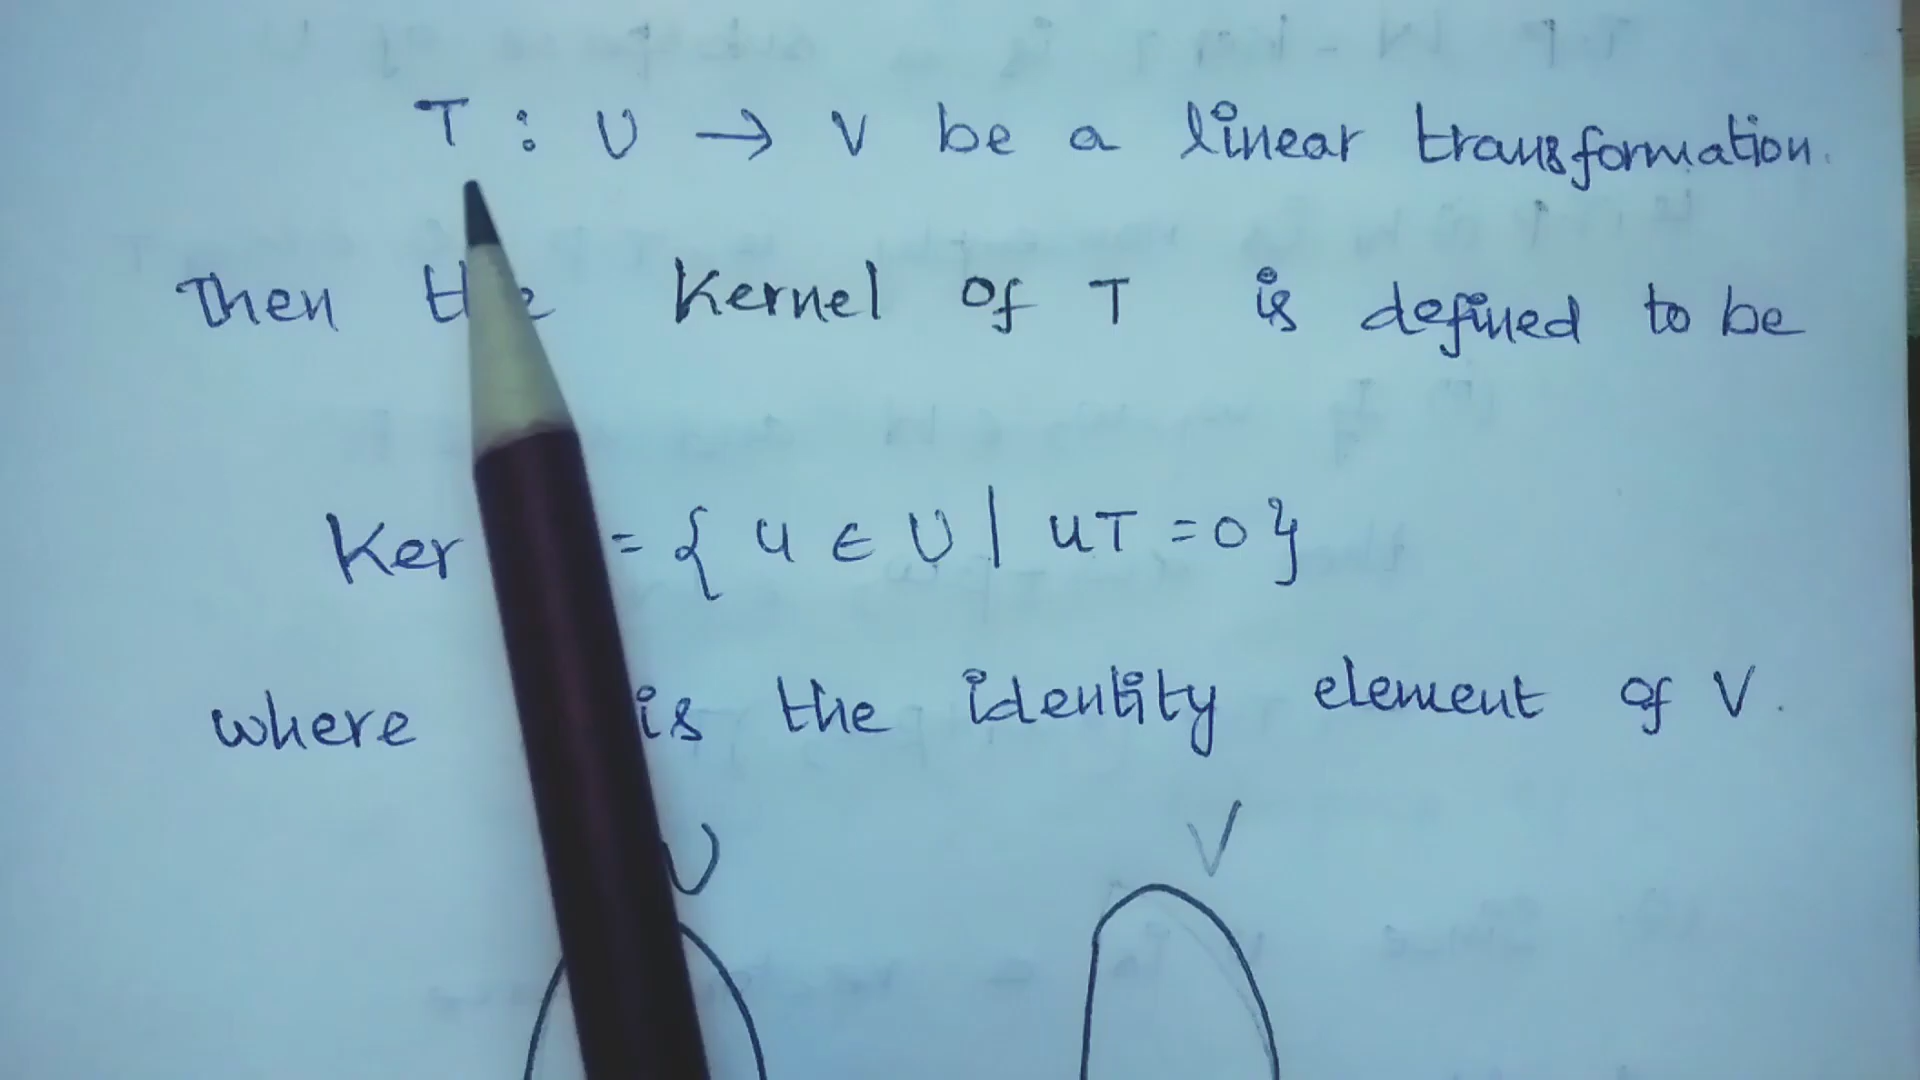 T : U → V be a linear transformation.
Then the Kernel of T is defined to be
Ker = { u ∈ U | uT = 0 }
where is the identity element of V.
U V